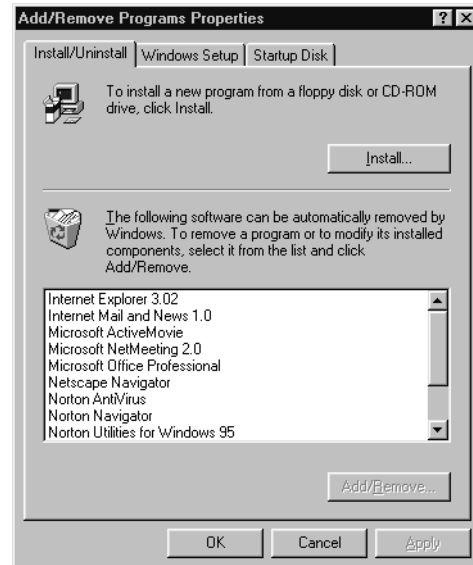 Add/Remove Programs Properties
Install/Uninstall Windows Setup Startup Disk
To install a new program from a floppy disk or CD-ROM
drive, click Install.
Install...
The following software can be automatically removed by
Windows. To remove a program or to modify its installed
components, select it from the list and click
Add/Remove.
Internet Explorer 3.02
Internet Mail and News 1.0
Microsoft ActiveMovie
Microsoft NetMeeting 2.0
Microsoft Office Professional
Netscape Navigator
Norton AntiVirus
Norton Navigator
Norton Utilities for Windows 95
Add/Remove...
OK Cancel Apply